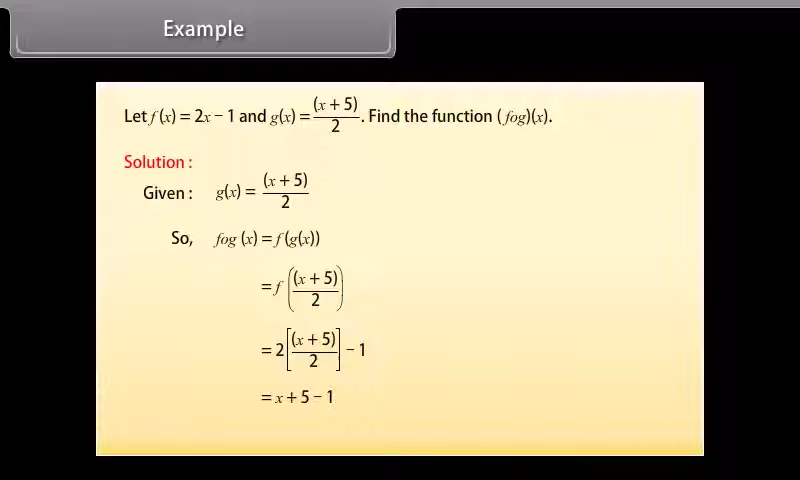 Example
Let f (x) = 2x − 1 and g(x) = (x + 5)/2 . Find the function ( fog)(x).
Solution :
Given : g(x) = (x + 5)/2
So, fog (x) = f (g(x))
= f ((x + 5)/2)
= 2[(x + 5)/2] − 1
= x + 5 − 1